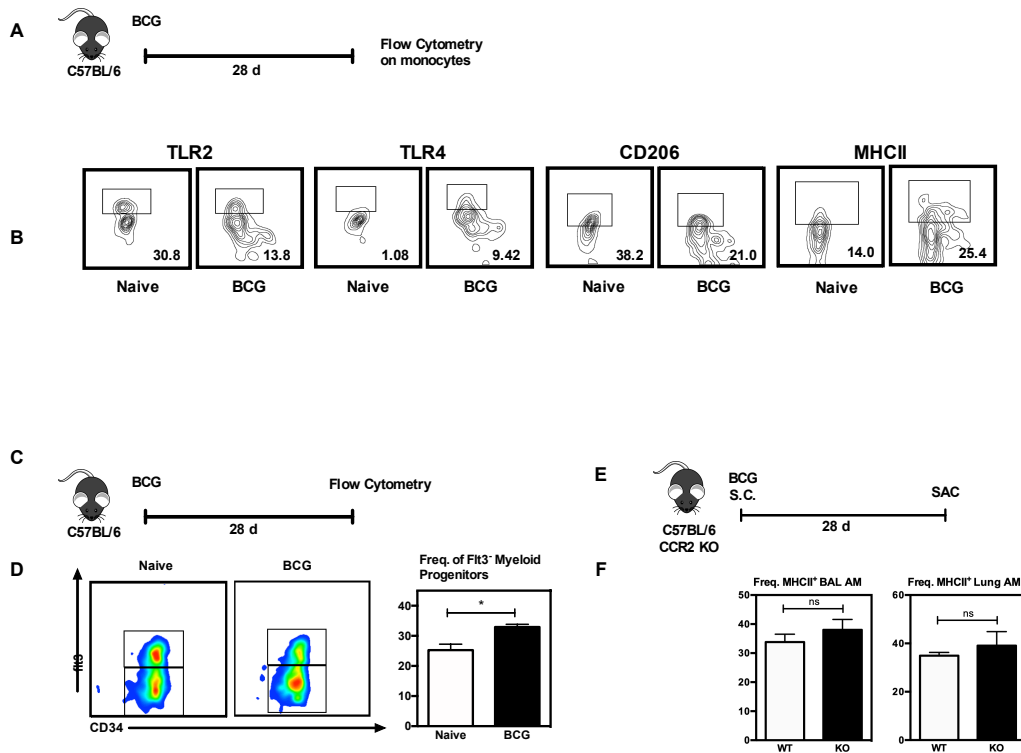 A
BCG
C57BL/6
28 d
Flow Cytometry
on monocytes
B
TLR2 TLR4 CD206 MHCII
30.8 13.8 1.08 9.42 38.2 21.0 14.0 25.4
Naive BCG Naive BCG Naive BCG Naive BCG
C
BCG
Flow Cytometry
C57BL/6
28 d
E
BCG
S.C.
SAC
C57BL/6
CCR2 KO
28 d
D
Naive BCG
flt3
CD34
Freq. of Flt3⁻ Myeloid
Progenitors
*
40
30
20
10
0
Naive BCG
F
Freq. MHCII⁺ BAL AM
ns
50
40
30
20
10
0
WT KO
Freq. MHCII⁺ Lung AM
ns
60
40
20
0
WT KO